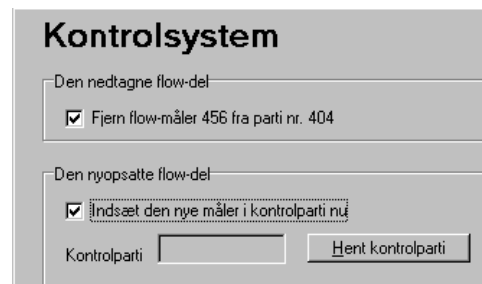 Kontrolsystem
Den nedtagne flow-del
Fjern flow-måler 456 fra parti nr. 404
Den nyopsatte flow-del
Indsæt den nye måler i kontrolparti nu
Kontrolparti Hent kontrolparti